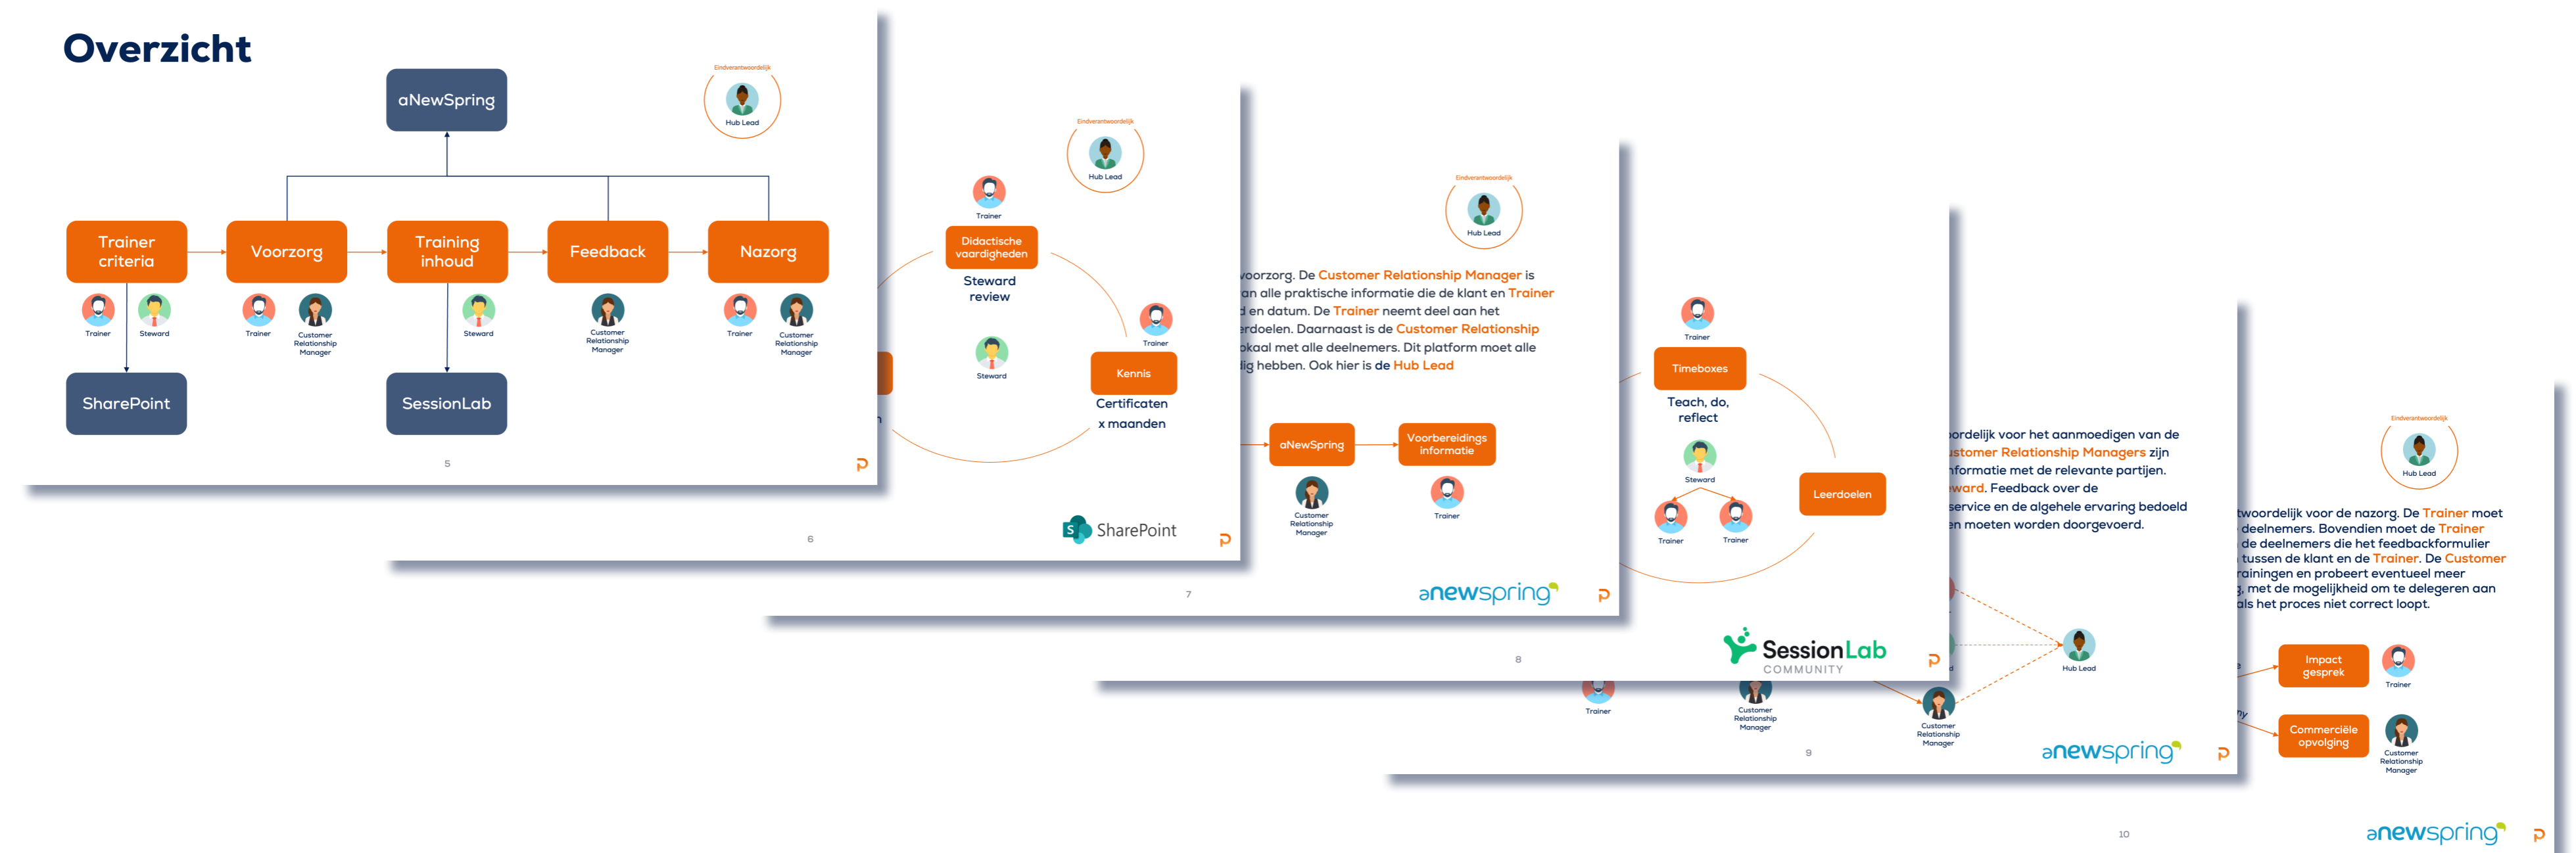 Overzicht
aNewSpring
Eindverantwoordelijk
Hub Lead
Trainer
criteria
Voorzorg
Training
inhoud
Feedback
Nazorg
Trainer
Steward
Trainer
Customer
Relationship
Manager
Steward
Customer
Relationship
Manager
Trainer
Customer
Relationship
Manager
SharePoint
SessionLab
5
Eindverantwoordelijk
Hub Lead
Trainer
Didactische
vaardigheden
Steward
review
Steward
Trainer
Kennis
Certificaten
x maanden
6
SharePoint
Eindverantwoordelijk
Hub Lead
voorzorg. De Customer Relationship Manager is
an alle praktische informatie die de klant en Trainer
d en datum. De Trainer neemt deel aan het
erdoelen. Daarnaast is de Customer Relationship
okaal met alle deelnemers. Dit platform moet alle
dig hebben. Ook hier is de Hub Lead
aNewSpring
Voorbereidings
informatie
Customer
Relationship
Manager
Trainer
7
anewspring
Trainer
Timeboxes
Teach, do,
reflect
Steward
Trainer
Trainer
Leerdoelen
8
SessionLab
COMMUNITY
oordelijk voor het aanmoedigen van de
ustomer Relationship Managers zijn
nformatie met de relevante partijen.
ward. Feedback over de
service en de algehele ervaring bedoeld
en moeten worden doorgevoerd.
Hub Lead
Trainer
Customer
Relationship
Manager
Customer
Relationship
Manager
9
anewspring
Eindverantwoordelijk
Hub Lead
twoordelijk voor de nazorg. De Trainer moet
deelnemers. Bovendien moet de Trainer
de deelnemers die het feedbackformulier
tussen de klant en de Trainer. De Customer
rainingen en probeert eventueel meer
, met de mogelijkheid om te delegeren aan
als het proces niet correct loopt.
Impact
gesprek
Trainer
Commerciële
opvolging
Customer
Relationship
Manager
10
anewspring